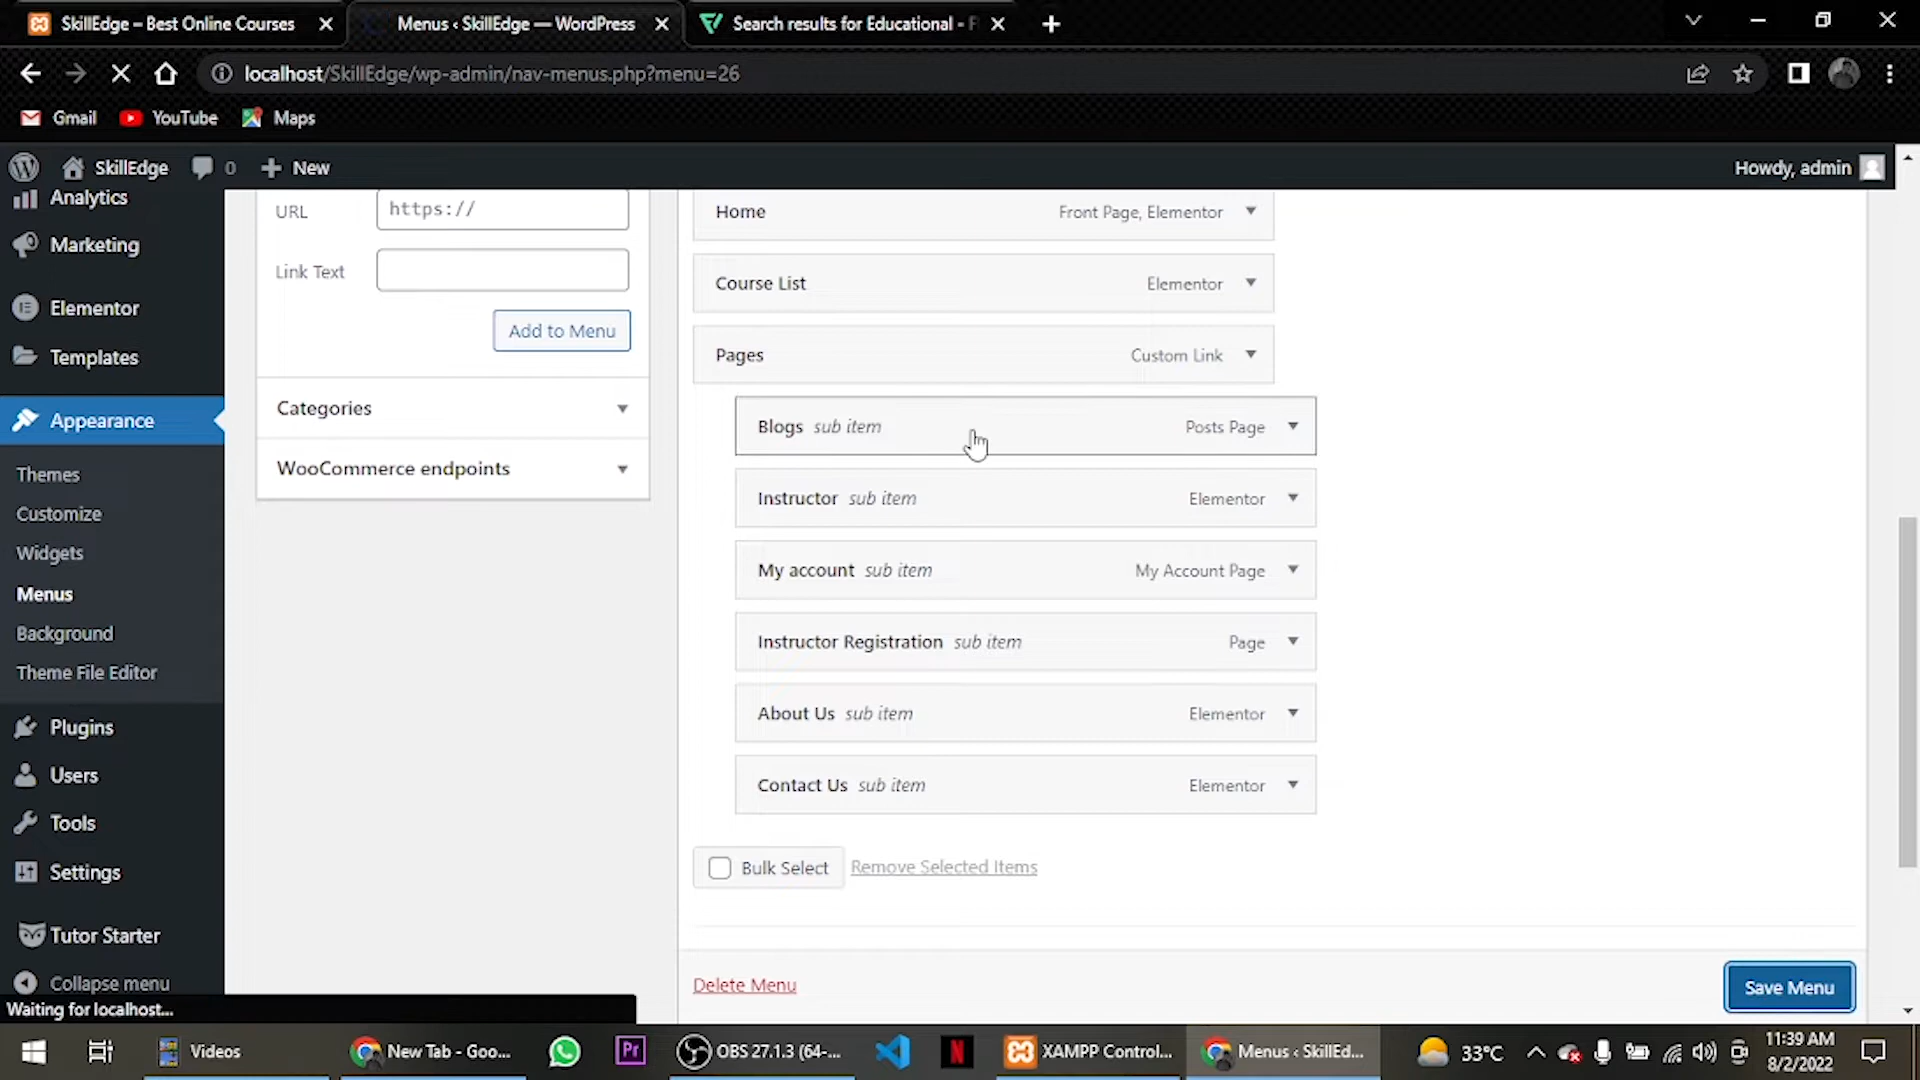 SkillEdge – Best Online Courses
Menus ‹ SkillEdge — WordPress
Search results for Educational - F
localhost/SkillEdge/wp-admin/nav-menus.php?menu=26
Gmail
YouTube
Maps
SkillEdge
0
New
Howdy, admin
Analytics
Marketing
Elementor
Templates
Appearance
Themes
Customize
Widgets
Menus
Background
Theme File Editor
Plugins
Users
Tools
Settings
Tutor Starter
Collapse menu
URL
https://
Link Text
Add to Menu
Categories
WooCommerce endpoints
Home Front Page, Elementor
Course List Elementor
Pages Custom Link
Blogs sub item Posts Page
Instructor sub item Elementor
My account sub item My Account Page
Instructor Registration sub item Page
About Us sub item Elementor
Contact Us sub item Elementor
Bulk Select Remove Selected Items
Delete Menu
Save Menu
Waiting for localhost...
Videos
New Tab - Goo...
Pr
OBS 27.1.3 (64-...
XAMPP Control...
Menus ‹ SkillEd...
33°C
11:39 AM
8/2/2022